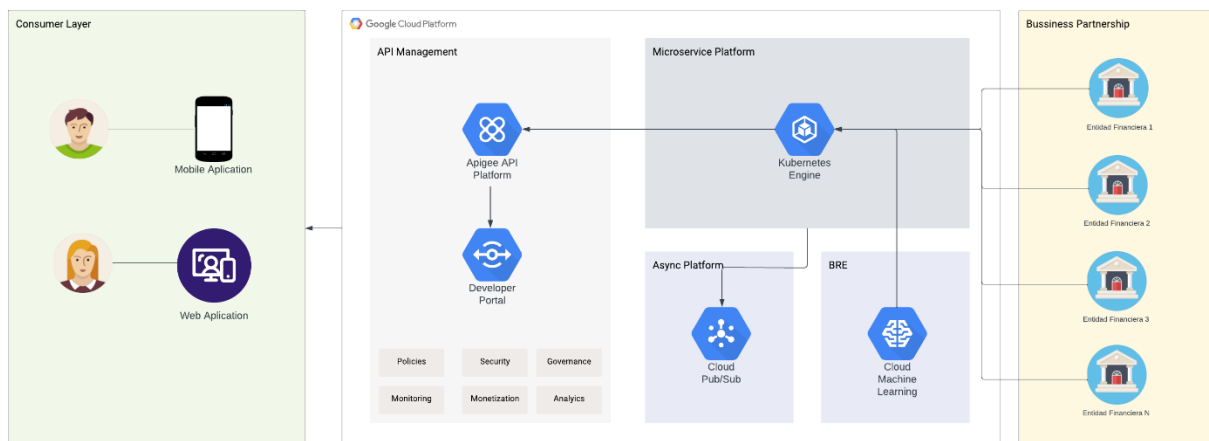 Consumer Layer
Mobile Aplication
Web Aplication
Google Cloud Platform
API Management
Apigee API
Platform
Developer
Portal
Policies
Security
Governance
Monitoring
Monetization
Analyics
Microservice Platform
Kubernetes
Engine
Async Platform
Cloud
Pub/Sub
BRE
Cloud
Machine
Learning
Bussiness Partnership
Entidad Financiera 1
Entidad Financiera 2
Entidad Financiera 3
Entidad Financiera N